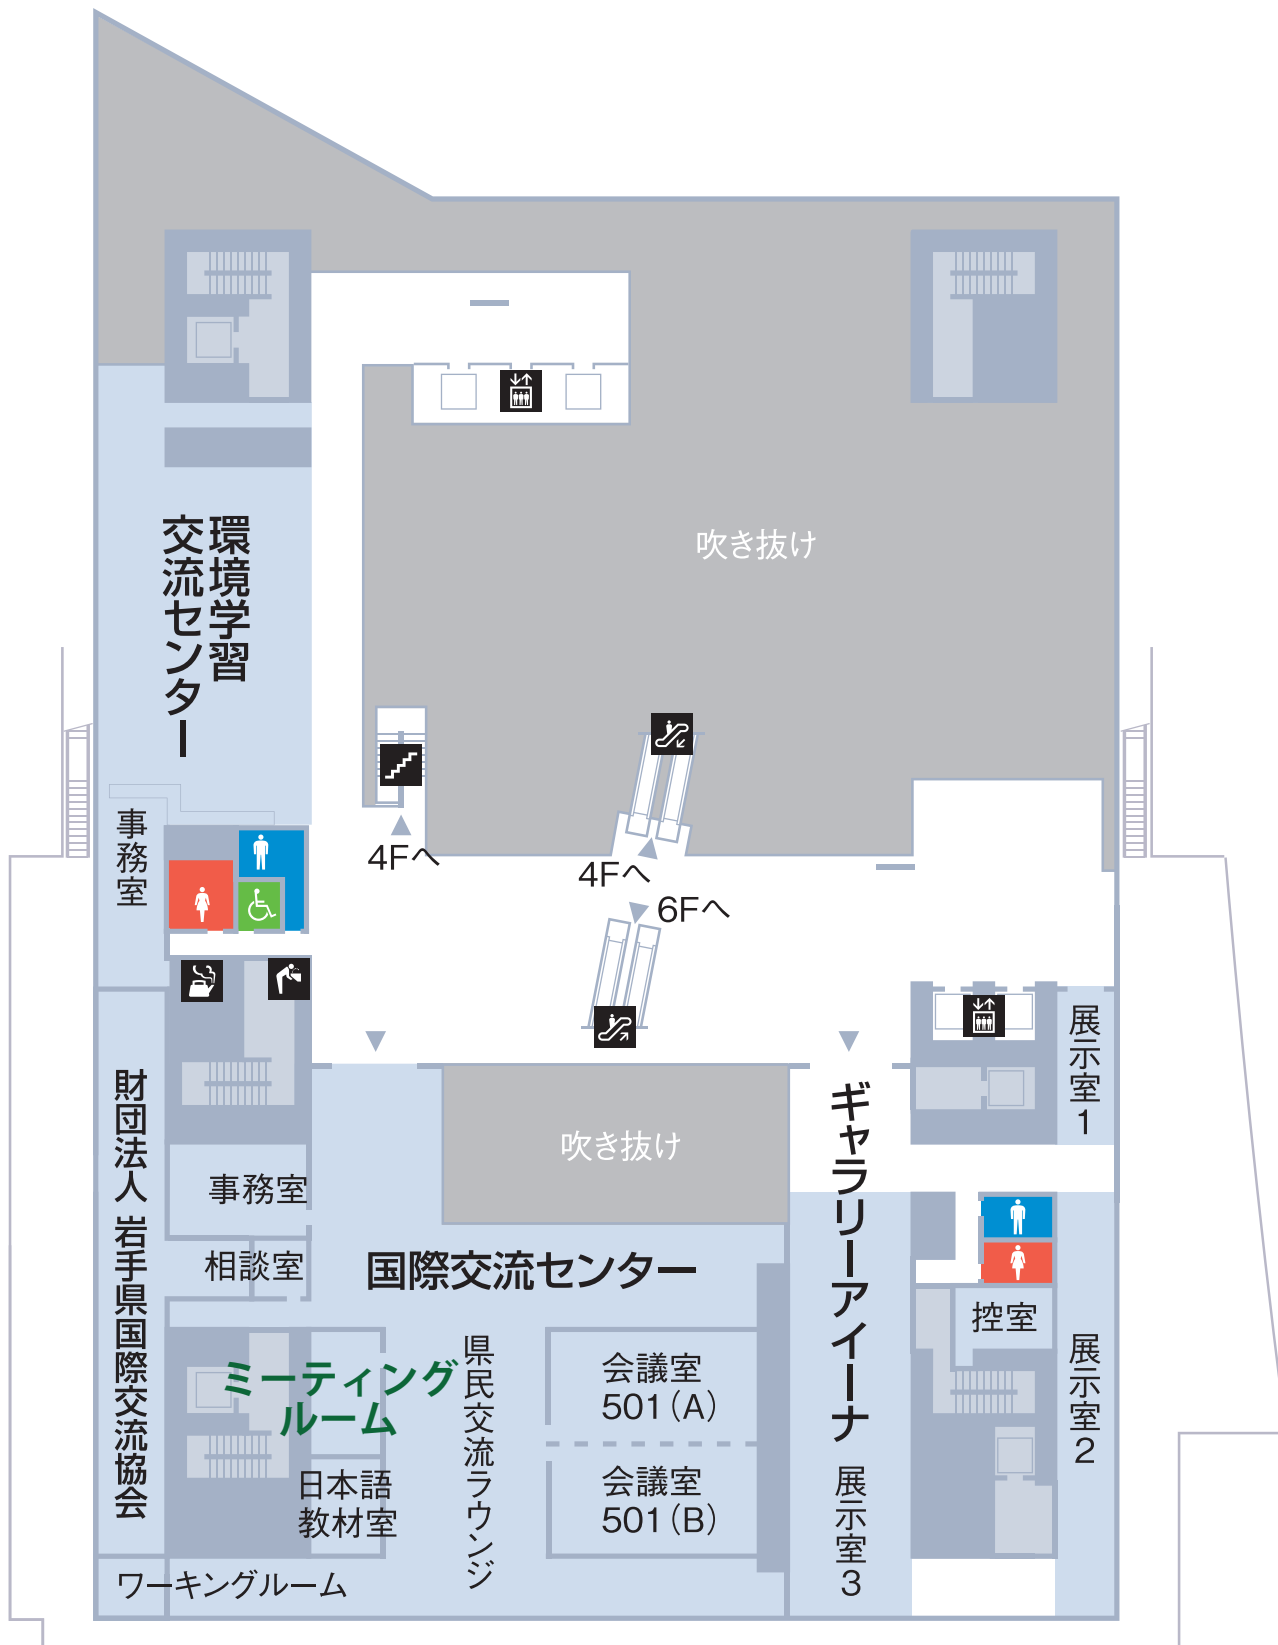 吹き抜け
環境学習
交流センター
事務室
4Fへ
4Fへ
6Fへ
展示室1
財団法人 岩手県国際交流協会
事務室
相談室
吹き抜け
国際交流センター
ギャラリーアイーナ
控室
ミーティング
ルーム
日本語
教材室
県民交流ラウンジ
会議室
501(A)
会議室
501(B)
展示室2
展示室3
ワーキングルーム